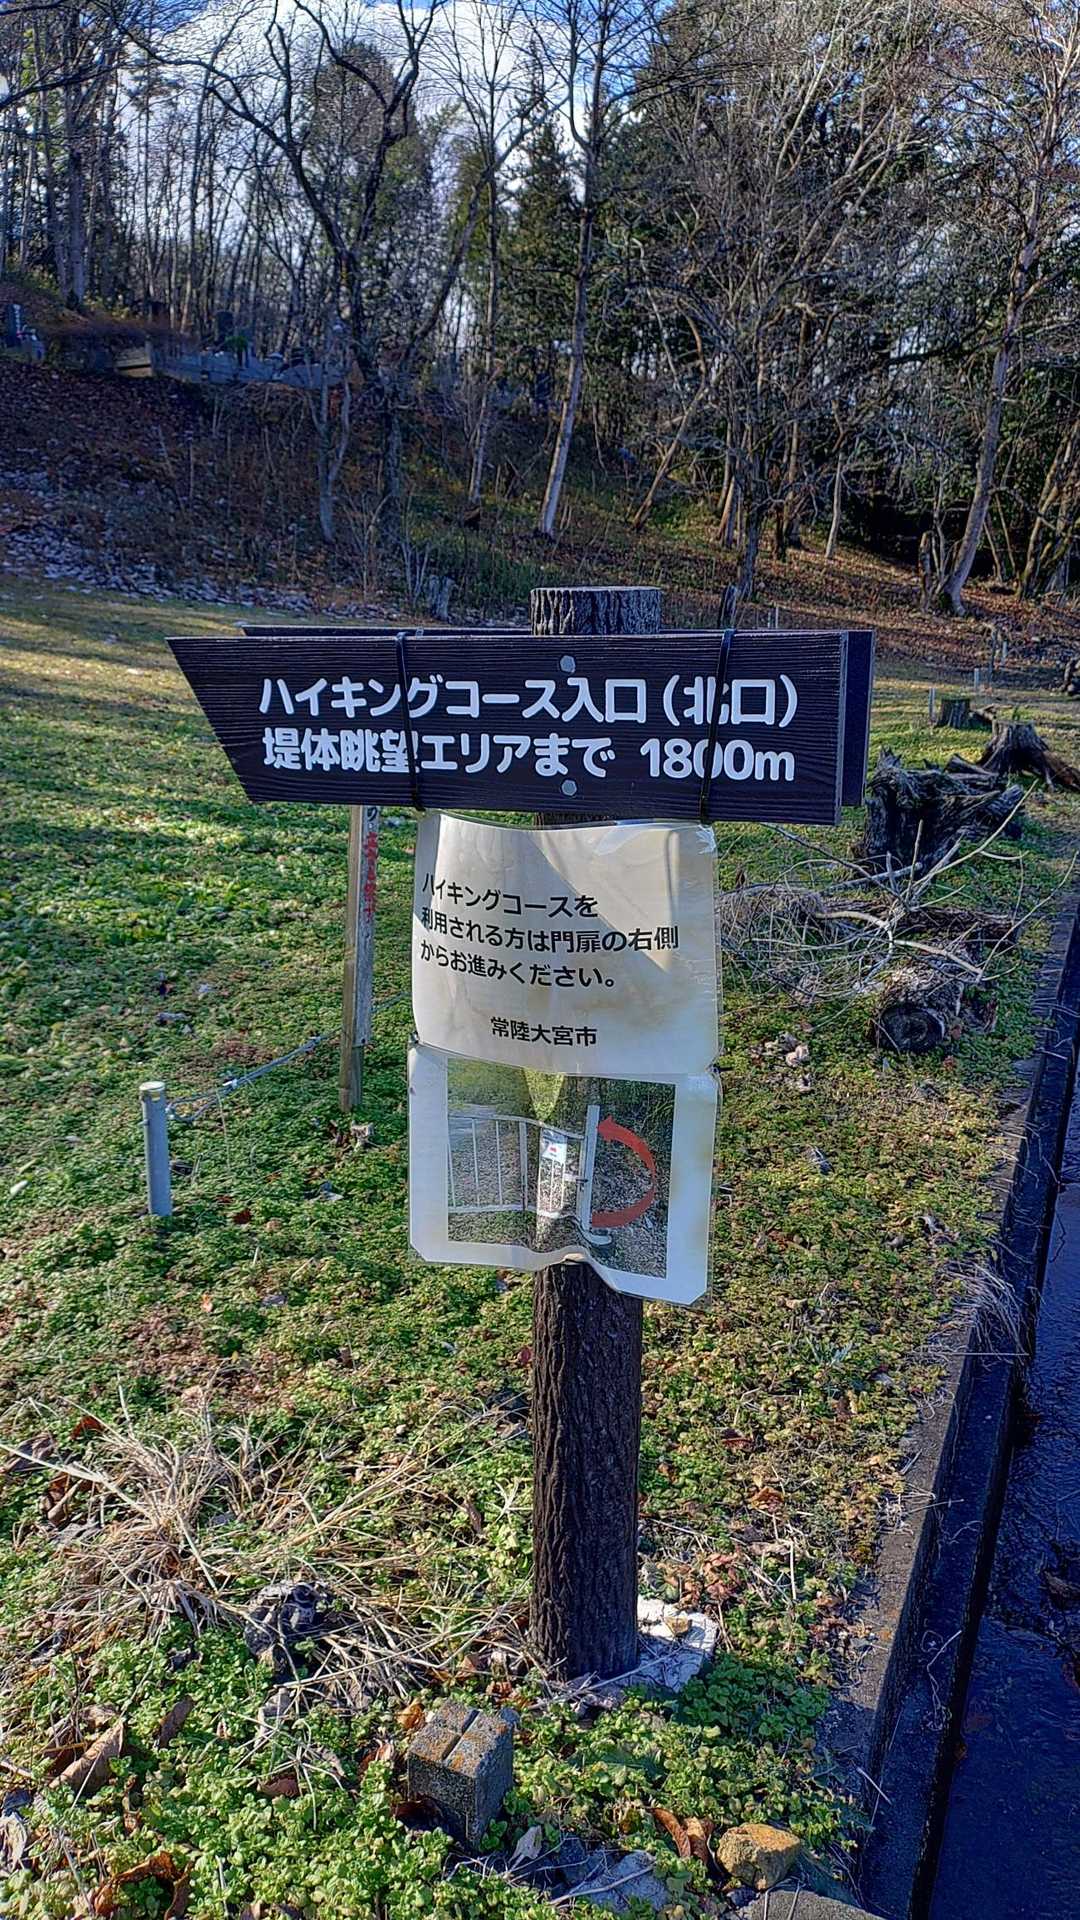 ハイキングコース入口（北口）
堤体眺望エリアまで 1800m
ハイキングコースを
利用される方は門扉の右側
からお進みください。
常陸大宮市